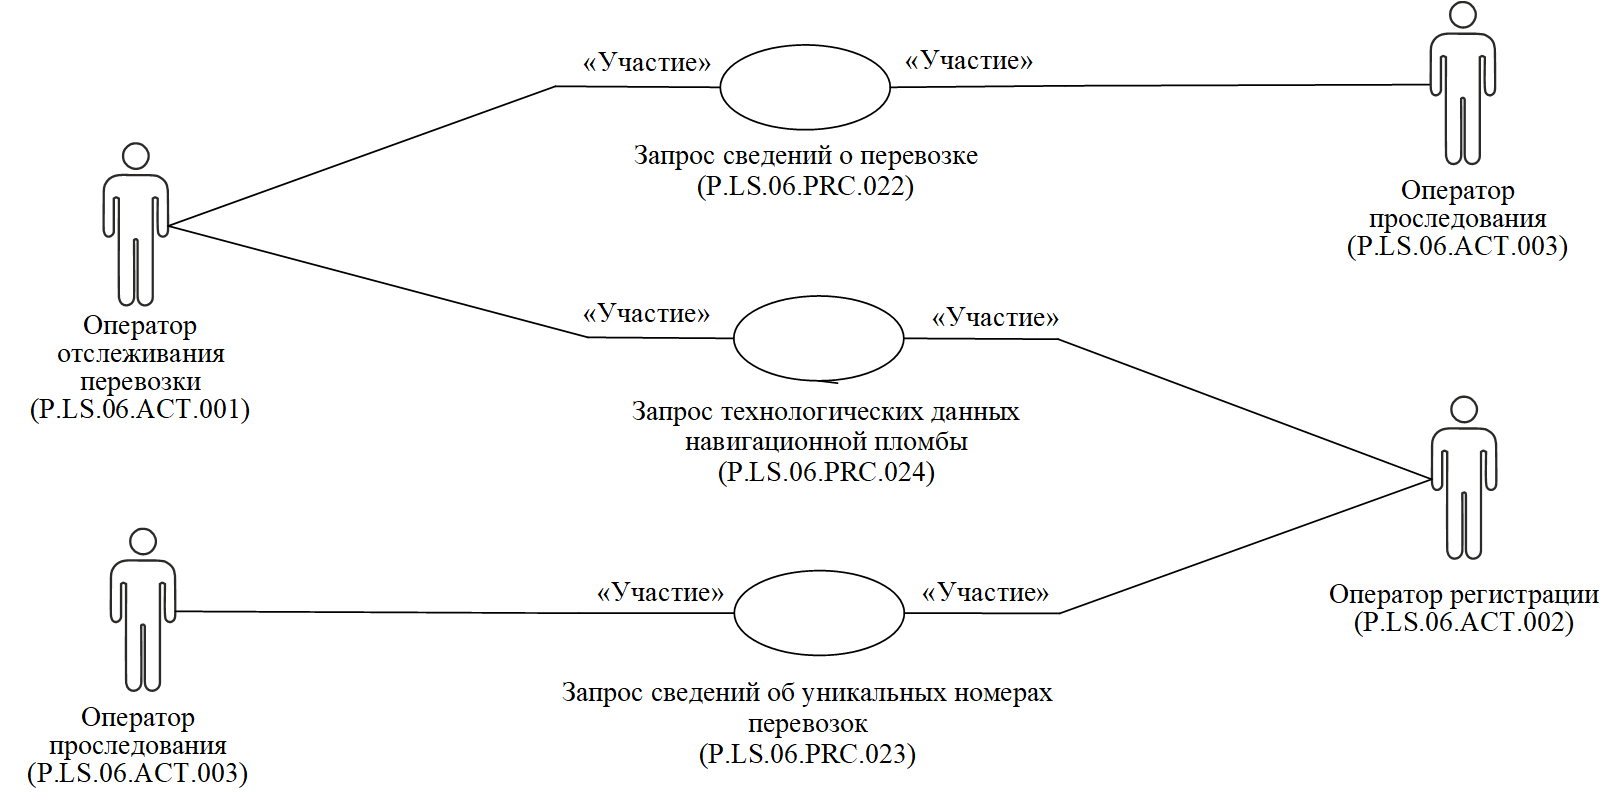 «Участие»
«Участие»
Запрос сведений о перевозке
(P.LS.06.PRC.022)
Оператор
проследования
(P.LS.06.ACT.003)
Оператор
отслеживания
перевозки
(P.LS.06.ACT.001)
«Участие»
«Участие»
Запрос технологических данных
навигационной пломбы
(P.LS.06.PRC.024)
«Участие»
«Участие»
Оператор регистрации
(P.LS.06.ACT.002)
Запрос сведений об уникальных номерах
перевозок
(P.LS.06.PRC.023)
Оператор
проследования
(P.LS.06.ACT.003)